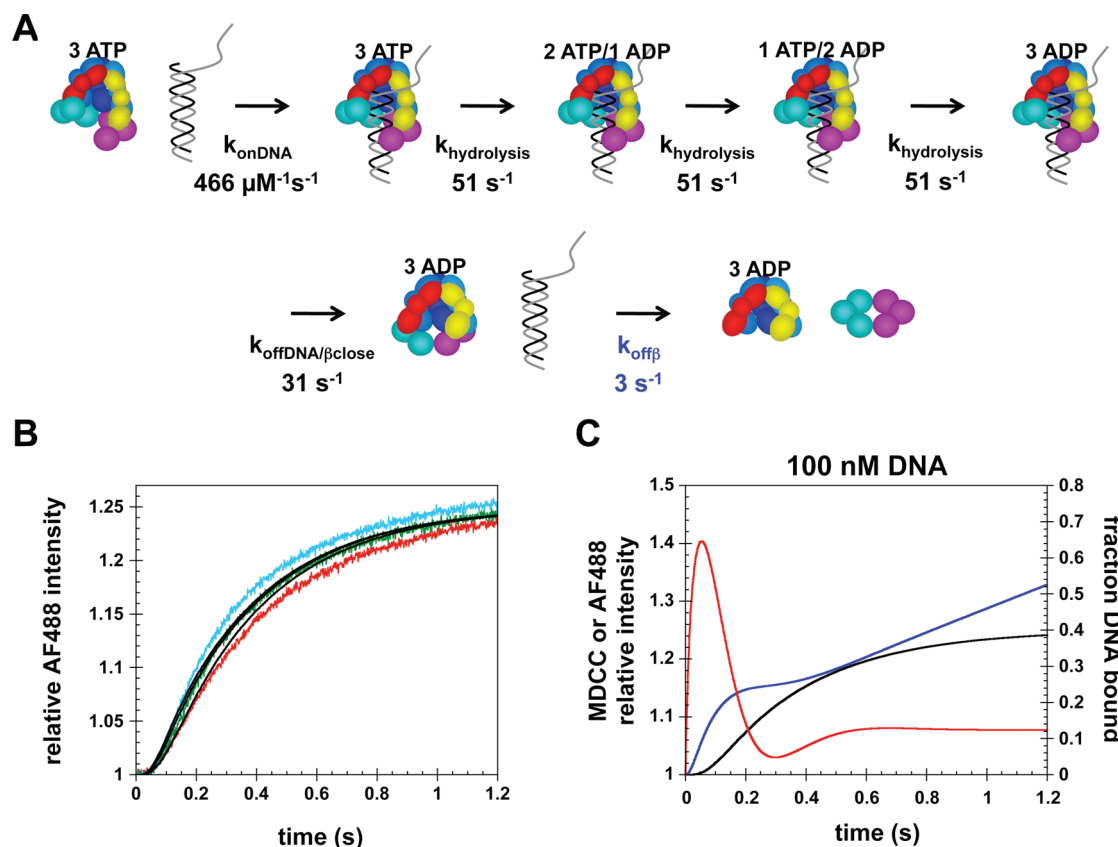 A
3 ATP
3 ATP
2 ATP/1 ADP
1 ATP/2 ADP
3 ADP
k_onDNA
466 µM⁻¹s⁻¹
k_hydrolysis
51 s⁻¹
k_hydrolysis
51 s⁻¹
k_hydrolysis
51 s⁻¹
3 ADP
3 ADP
k_offDNA/βclose
31 s⁻¹
k_offβ
3 s⁻¹
B
relative AF488 intensity
1.25
1.2
1.15
1.1
1.05
1
0 0.2 0.4 0.6 0.8 1 1.2
time (s)
C
100 nM DNA
MDCC or AF488
relative intensity
1.5
1.4
1.3
1.2
1.1
1
0 0.2 0.4 0.6 0.8 1 1.2
time (s)
0.8
0.7
0.6
0.5
0.4
0.3
0.2
0.1
0
fraction DNA bound